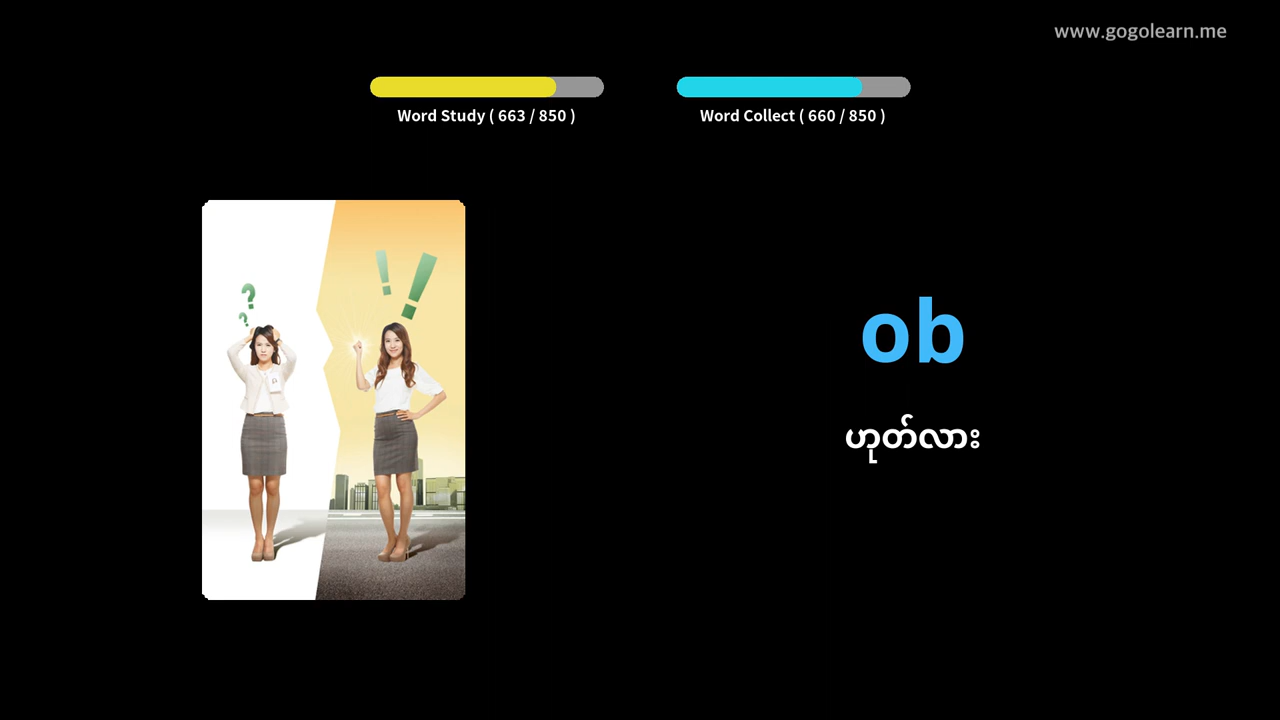 www.gogolearn.me
Word Study ( 663 / 850 )
Word Collect ( 660 / 850 )
? ?
! !
ob
ဟုတ်လား